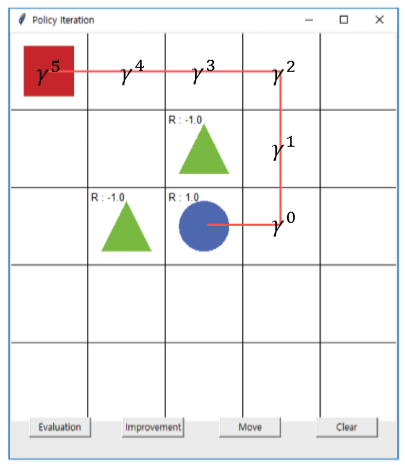 Policy Iteration
γ⁵ γ⁴ γ³ γ²
R : -1.0
γ¹
R : -1.0 R : 1.0
γ⁰
Evaluation Improvement Move Clear